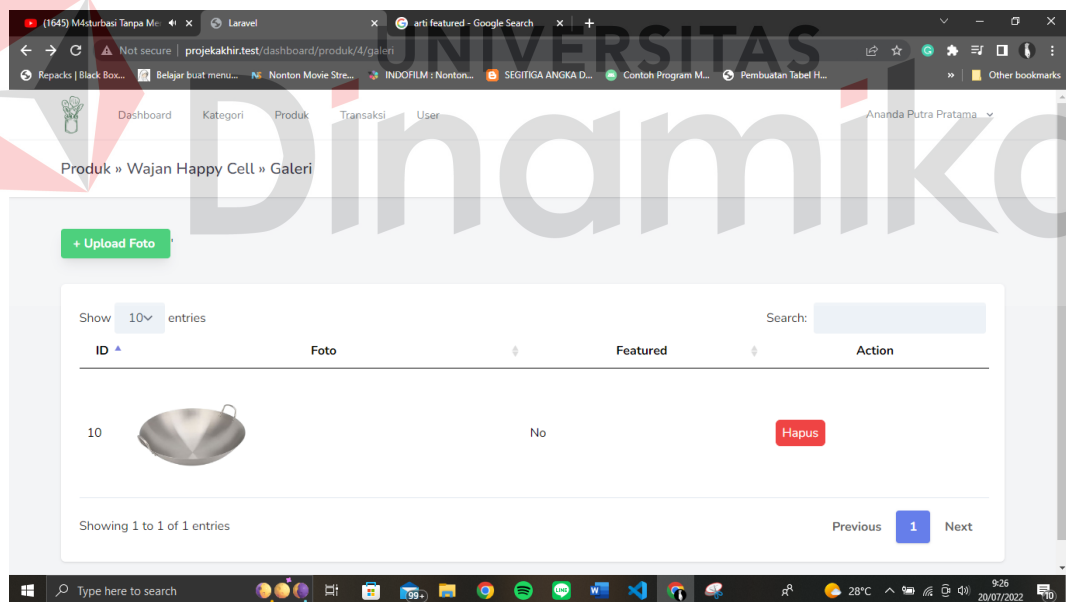 (1645) M4sturbasi Tanpa Me
Laravel
arti featured - Google Search
Not secure | projekakhir.test/dashboard/produk/4/galeri
Repacks | Black Box...
Belajar buat menu...
Nonton Movie Stre...
INDOFILM : Nonton...
SEGITIGA ANGKA D...
Contoh Program M...
Pembuatan Tabel H...
» Other bookmarks
UNIVERSITAS
Dinamika
Dashboard Kategori Produk Transaksi User
Ananda Putra Pratama
Produk » Wajan Happy Cell » Galeri
+ Upload Foto '
Show 10 entries
Search:
ID Foto Featured Action
10 No Hapus
Showing 1 to 1 of 1 entries
Previous 1 Next
Type here to search
99+
LINE
28°C
9:26
20/07/2022
10